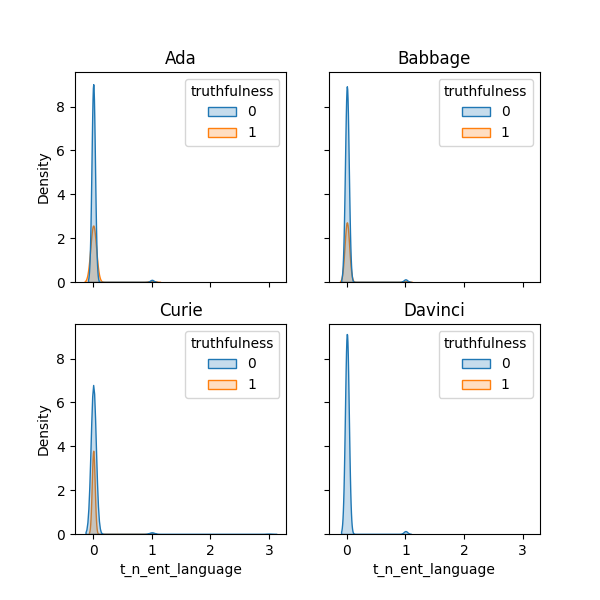 Ada
Babbage
truthfulness
0
1
truthfulness
0
1
Density
8
6
4
2
0
Curie
Davinci
truthfulness
0
1
truthfulness
0
1
Density
8
6
4
2
0
0 1 2 3
0 1 2 3
t_n_ent_language
t_n_ent_language